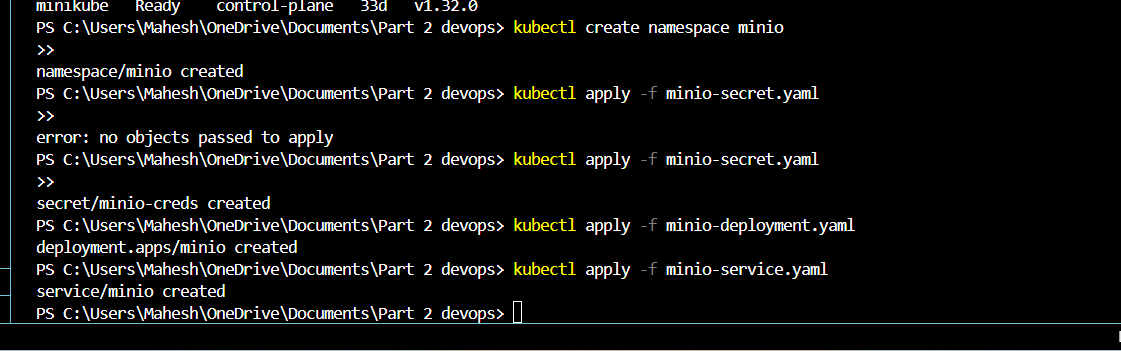 minikube   Ready    control-plane   33d   v1.32.0
PS C:\Users\Mahesh\OneDrive\Documents\Part 2 devops> kubectl create namespace minio
>>
namespace/minio created
PS C:\Users\Mahesh\OneDrive\Documents\Part 2 devops> kubectl apply -f minio-secret.yaml
>>
error: no objects passed to apply
PS C:\Users\Mahesh\OneDrive\Documents\Part 2 devops> kubectl apply -f minio-secret.yaml
>>
secret/minio-creds created
PS C:\Users\Mahesh\OneDrive\Documents\Part 2 devops> kubectl apply -f minio-deployment.yaml
deployment.apps/minio created
PS C:\Users\Mahesh\OneDrive\Documents\Part 2 devops> kubectl apply -f minio-service.yaml
service/minio created
PS C:\Users\Mahesh\OneDrive\Documents\Part 2 devops>